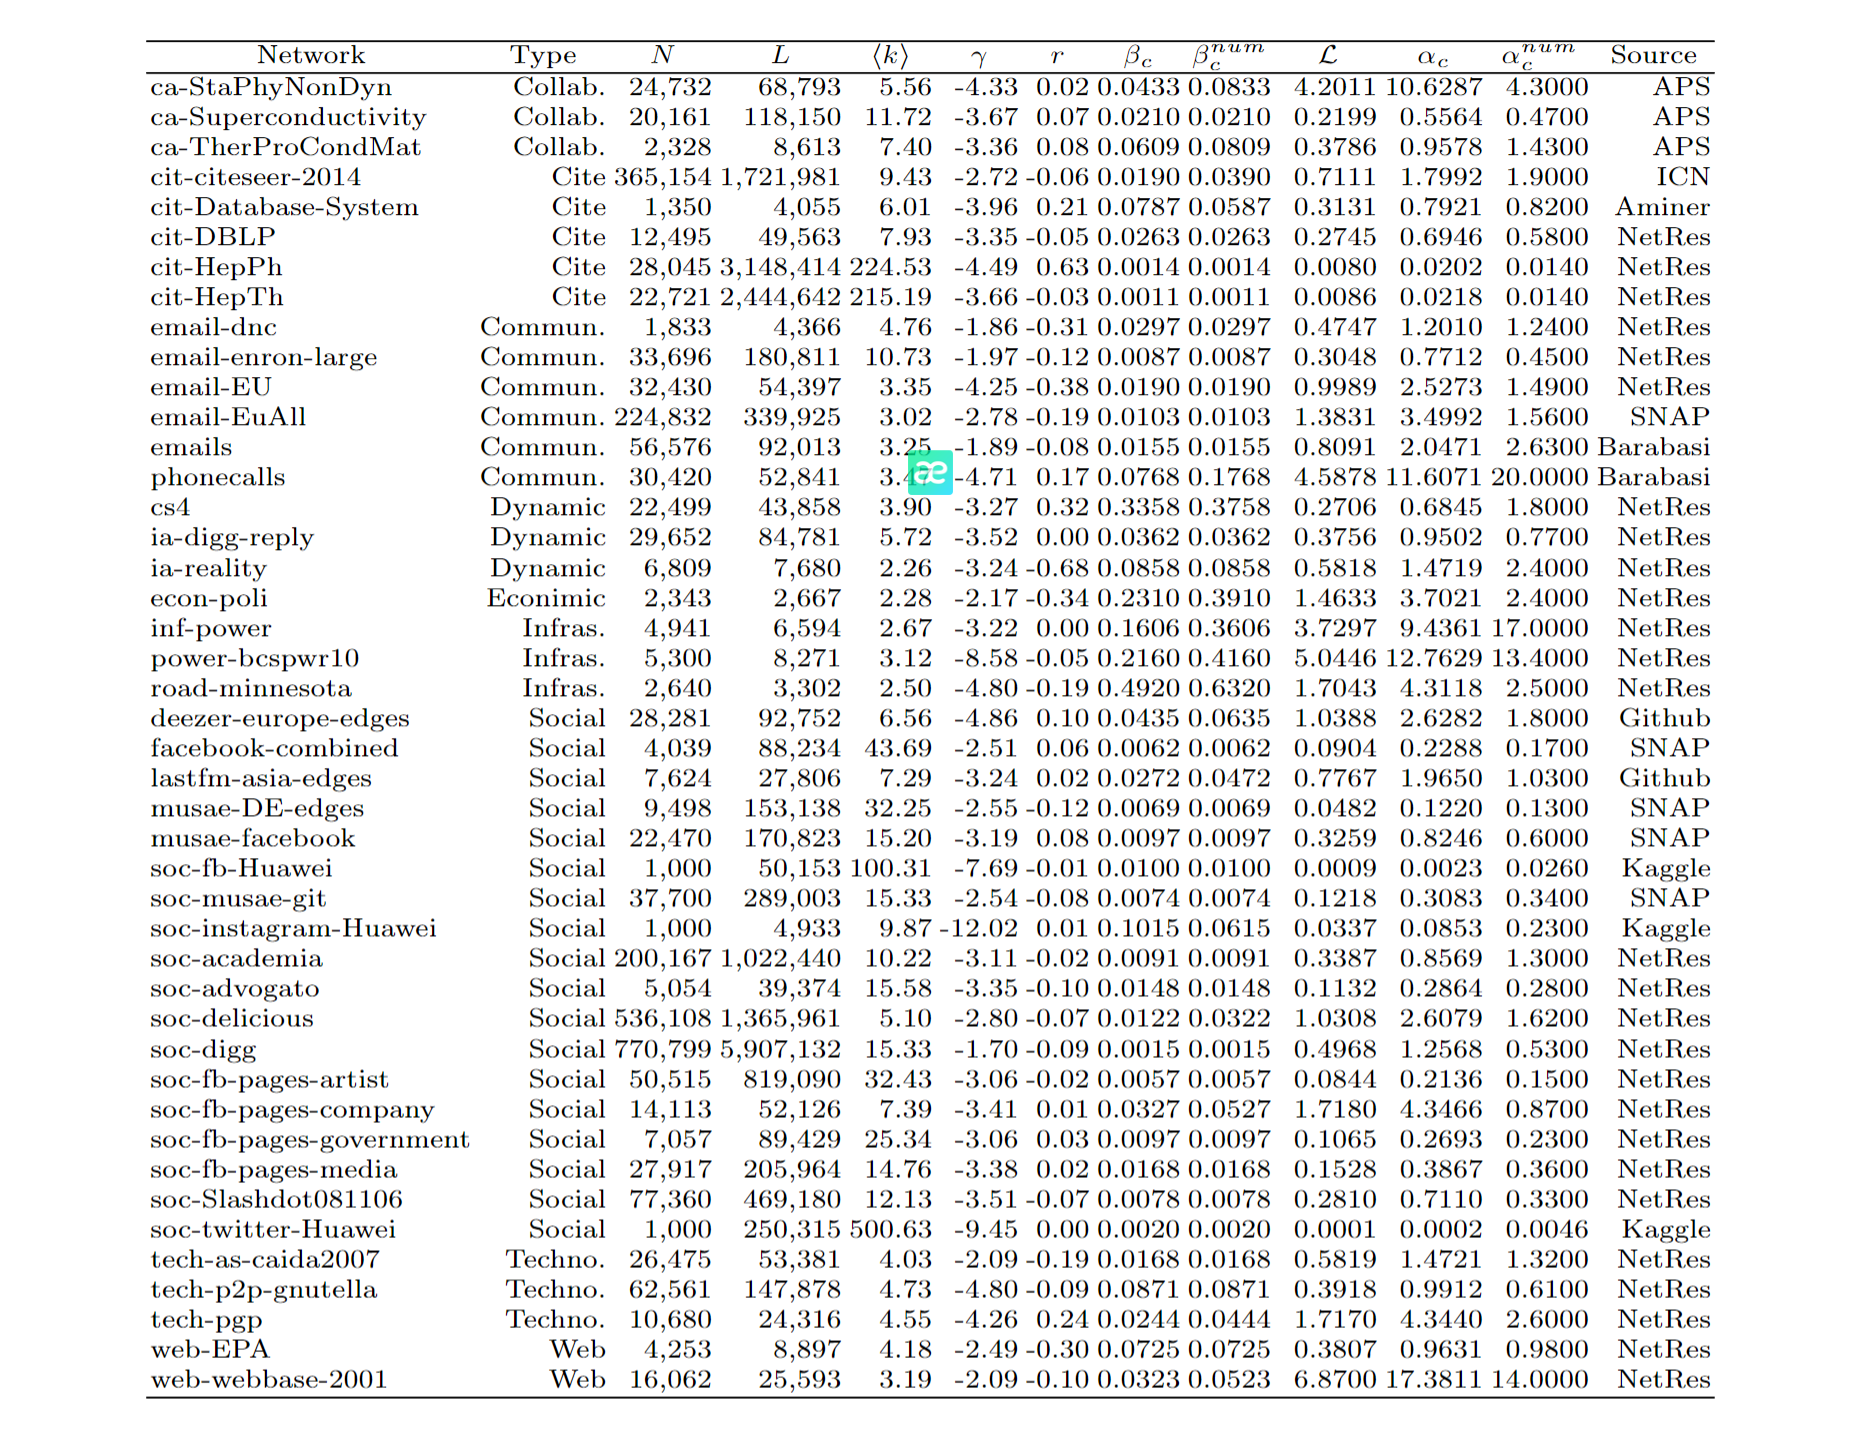 Network Type N L ⟨k⟩ γ r β_c β_c^{num} ℒ α_c α_c^{num} Source
ca-StaPhyNonDyn Collab. 24,732 68,793 5.56 -4.33 0.02 0.0433 0.0833 4.2011 10.6287 4.3000 APS
ca-Superconductivity Collab. 20,161 118,150 11.72 -3.67 0.07 0.0210 0.0210 0.2199 0.5564 0.4700 APS
ca-TherProCondMat Collab. 2,328 8,613 7.40 -3.36 0.08 0.0609 0.0809 0.3786 0.9578 1.4300 APS
cit-citeseer-2014 Cite 365,154 1,721,981 9.43 -2.72 -0.06 0.0190 0.0390 0.7111 1.7992 1.9000 ICN
cit-Database-System Cite 1,350 4,055 6.01 -3.96 0.21 0.0787 0.0587 0.3131 0.7921 0.8200 Aminer
cit-DBLP Cite 12,495 49,563 7.93 -3.35 -0.05 0.0263 0.0263 0.2745 0.6946 0.5800 NetRes
cit-HepPh Cite 28,045 3,148,414 224.53 -4.49 0.63 0.0014 0.0014 0.0080 0.0202 0.0140 NetRes
cit-HepTh Cite 22,721 2,444,642 215.19 -3.66 -0.03 0.0011 0.0011 0.0086 0.0218 0.0140 NetRes
email-dnc Commun. 1,833 4,366 4.76 -1.86 -0.31 0.0297 0.0297 0.4747 1.2010 1.2400 NetRes
email-enron-large Commun. 33,696 180,811 10.73 -1.97 -0.12 0.0087 0.0087 0.3048 0.7712 0.4500 NetRes
email-EU Commun. 32,430 54,397 3.35 -4.25 -0.38 0.0190 0.0190 0.9989 2.5273 1.4900 NetRes
email-EuAll Commun. 224,832 339,925 3.02 -2.78 -0.19 0.0103 0.0103 1.3831 3.4992 1.5600 SNAP
emails Commun. 56,576 92,013 3.25 -1.89 -0.08 0.0155 0.0155 0.8091 2.0471 2.6300 Barabasi
phonecalls Commun. 30,420 52,841 æ -4.71 0.17 0.0768 0.1768 4.5878 11.6071 20.0000 Barabasi
cs4 Dynamic 22,499 43,858 3.90 -3.27 0.32 0.3358 0.3758 0.2706 0.6845 1.8000 NetRes
ia-digg-reply Dynamic 29,652 84,781 5.72 -3.52 0.00 0.0362 0.0362 0.3756 0.9502 0.7700 NetRes
ia-reality Dynamic 6,809 7,680 2.26 -3.24 -0.68 0.0858 0.0858 0.5818 1.4719 2.4000 NetRes
econ-poli Econimic 2,343 2,667 2.28 -2.17 -0.34 0.2310 0.3910 1.4633 3.7021 2.4000 NetRes
inf-power Infras. 4,941 6,594 2.67 -3.22 0.00 0.1606 0.3606 3.7297 9.4361 17.0000 NetRes
power-bcspwr10 Infras. 5,300 8,271 3.12 -8.58 -0.05 0.2160 0.4160 5.0446 12.7629 13.4000 NetRes
road-minnesota Infras. 2,640 3,302 2.50 -4.80 -0.19 0.4920 0.6320 1.7043 4.3118 2.5000 NetRes
deezer-europe-edges Social 28,281 92,752 6.56 -4.86 0.10 0.0435 0.0635 1.0388 2.6282 1.8000 Github
facebook-combined Social 4,039 88,234 43.69 -2.51 0.06 0.0062 0.0062 0.0904 0.2288 0.1700 SNAP
lastfm-asia-edges Social 7,624 27,806 7.29 -3.24 0.02 0.0272 0.0472 0.7767 1.9650 1.0300 Github
musae-DE-edges Social 9,498 153,138 32.25 -2.55 -0.12 0.0069 0.0069 0.0482 0.1220 0.1300 SNAP
musae-facebook Social 22,470 170,823 15.20 -3.19 0.08 0.0097 0.0097 0.3259 0.8246 0.6000 SNAP
soc-fb-Huawei Social 1,000 50,153 100.31 -7.69 -0.01 0.0100 0.0100 0.0009 0.0023 0.0260 Kaggle
soc-musae-git Social 37,700 289,003 15.33 -2.54 -0.08 0.0074 0.0074 0.1218 0.3083 0.3400 SNAP
soc-instagram-Huawei Social 1,000 4,933 9.87 -12.02 0.01 0.1015 0.0615 0.0337 0.0853 0.2300 Kaggle
soc-academia Social 200,167 1,022,440 10.22 -3.11 -0.02 0.0091 0.0091 0.3387 0.8569 1.3000 NetRes
soc-advogato Social 5,054 39,374 15.58 -3.35 -0.10 0.0148 0.0148 0.1132 0.2864 0.2800 NetRes
soc-delicious Social 536,108 1,365,961 5.10 -2.80 -0.07 0.0122 0.0322 1.0308 2.6079 1.6200 NetRes
soc-digg Social 770,799 5,907,132 15.33 -1.70 -0.09 0.0015 0.0015 0.4968 1.2568 0.5300 NetRes
soc-fb-pages-artist Social 50,515 819,090 32.43 -3.06 -0.02 0.0057 0.0057 0.0844 0.2136 0.1500 NetRes
soc-fb-pages-company Social 14,113 52,126 7.39 -3.41 0.01 0.0327 0.0527 1.7180 4.3466 0.8700 NetRes
soc-fb-pages-government Social 7,057 89,429 25.34 -3.06 0.03 0.0097 0.0097 0.1065 0.2693 0.2300 NetRes
soc-fb-pages-media Social 27,917 205,964 14.76 -3.38 0.02 0.0168 0.0168 0.1528 0.3867 0.3600 NetRes
soc-Slashdot081106 Social 77,360 469,180 12.13 -3.51 -0.07 0.0078 0.0078 0.2810 0.7110 0.3300 NetRes
soc-twitter-Huawei Social 1,000 250,315 500.63 -9.45 0.00 0.0020 0.0020 0.0001 0.0002 0.0046 Kaggle
tech-as-caida2007 Techno. 26,475 53,381 4.03 -2.09 -0.19 0.0168 0.0168 0.5819 1.4721 1.3200 NetRes
tech-p2p-gnutella Techno. 62,561 147,878 4.73 -4.80 -0.09 0.0871 0.0871 0.3918 0.9912 0.6100 NetRes
tech-pgp Techno. 10,680 24,316 4.55 -4.26 0.24 0.0244 0.0444 1.7170 4.3440 2.6000 NetRes
web-EPA Web 4,253 8,897 4.18 -2.49 -0.30 0.0725 0.0725 0.3807 0.9631 0.9800 NetRes
web-webbase-2001 Web 16,062 25,593 3.19 -2.09 -0.10 0.0323 0.0523 6.8700 17.3811 14.0000 NetRes